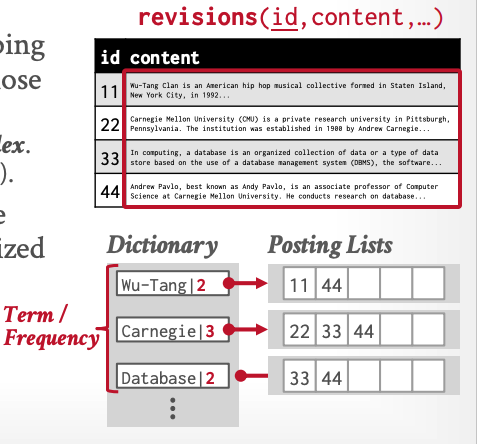 revisions(id,content,…)
ping
lose
lex.
).
e
ized
id content
11 Wu-Tang Clan is an American hip hop musical collective formed in Staten Island,
New York City, in 1992...
22 Carnegie Mellon University (CMU) is a private research university in Pittsburgh,
Pennsylvania. The institution was established in 1900 by Andrew Carnegie...
33 In computing, a database is an organized collection of data or a type of data
store based on the use of a database management system (DBMS), the software...
44 Andrew Pavlo, best known as Andy Pavlo, is an associate professor of Computer
Science at Carnegie Mellon University. He conducts research on database...
Dictionary Posting Lists
Term /
Frequency
Wu-Tang|2 11 44
Carnegie|3 22 33 44
Database|2 33 44
⋮